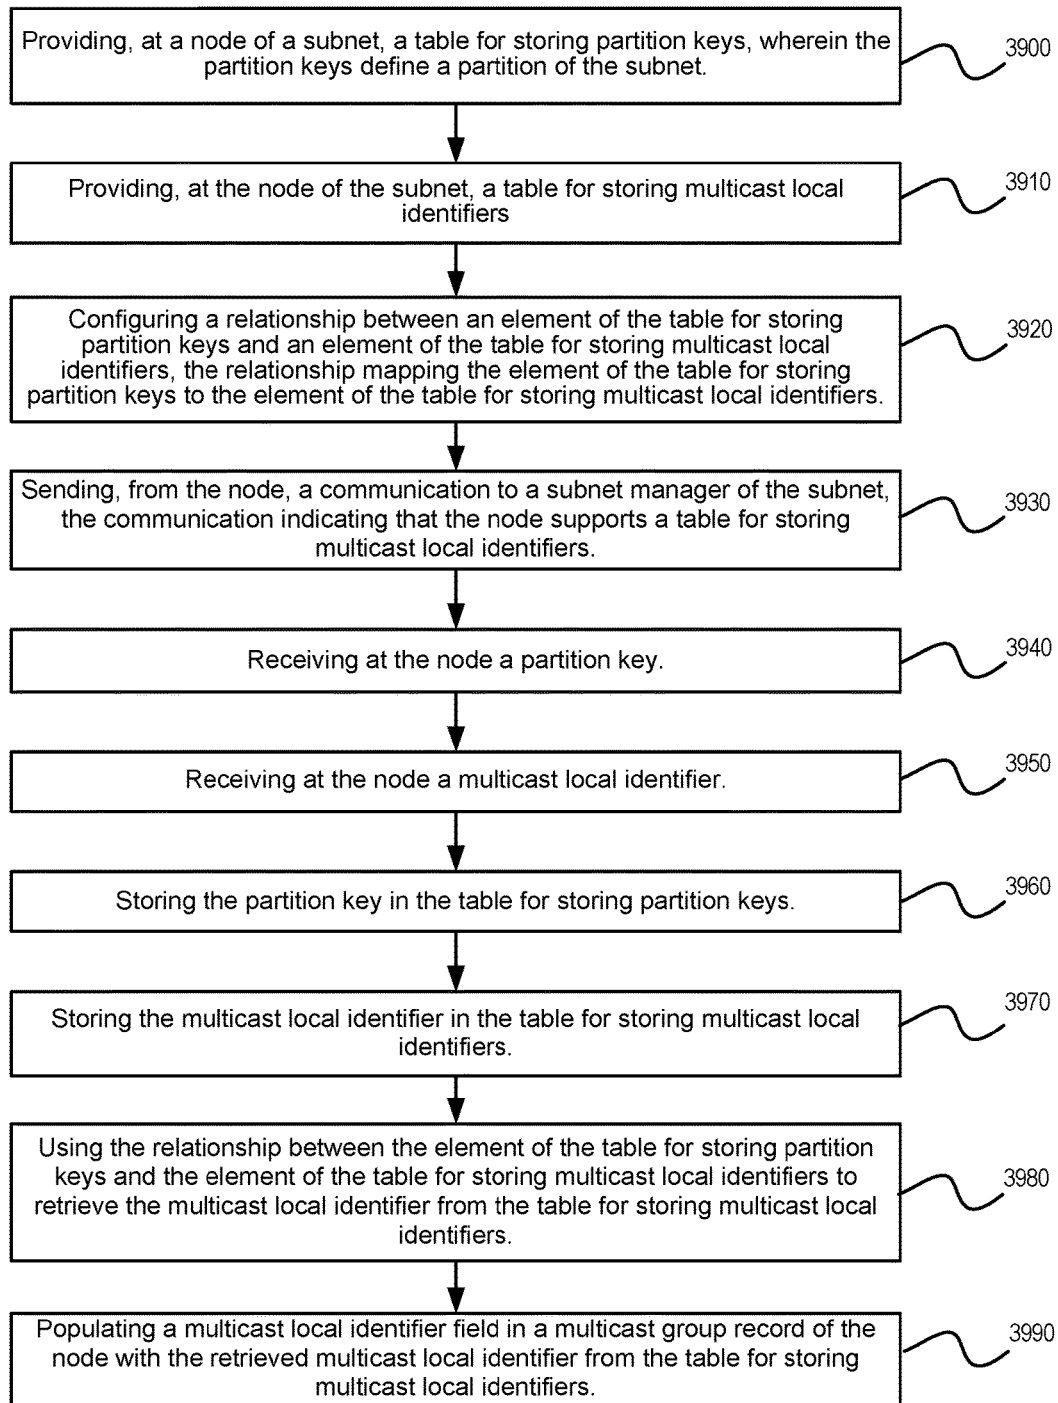 Providing, at a node of a subnet, a table for storing partition keys, wherein the
partition keys define a partition of the subnet.
3900
Providing, at the node of the subnet, a table for storing multicast local
identifiers
3910
Configuring a relationship between an element of the table for storing
partition keys and an element of the table for storing multicast local
identifiers, the relationship mapping the element of the table for storing
partition keys to the element of the table for storing multicast local identifiers.
3920
Sending, from the node, a communication to a subnet manager of the subnet,
the communication indicating that the node supports a table for storing
multicast local identifiers.
3930
Receiving at the node a partition key.
3940
Receiving at the node a multicast local identifier.
3950
Storing the partition key in the table for storing partition keys.
3960
Storing the multicast local identifier in the table for storing multicast local
identifiers.
3970
Using the relationship between the element of the table for storing partition
keys and the element of the table for storing multicast local identifiers to
retrieve the multicast local identifier from the table for storing multicast local
identifiers.
3980
Populating a multicast local identifier field in a multicast group record of the
node with the retrieved multicast local identifier from the table for storing
multicast local identifiers.
3990